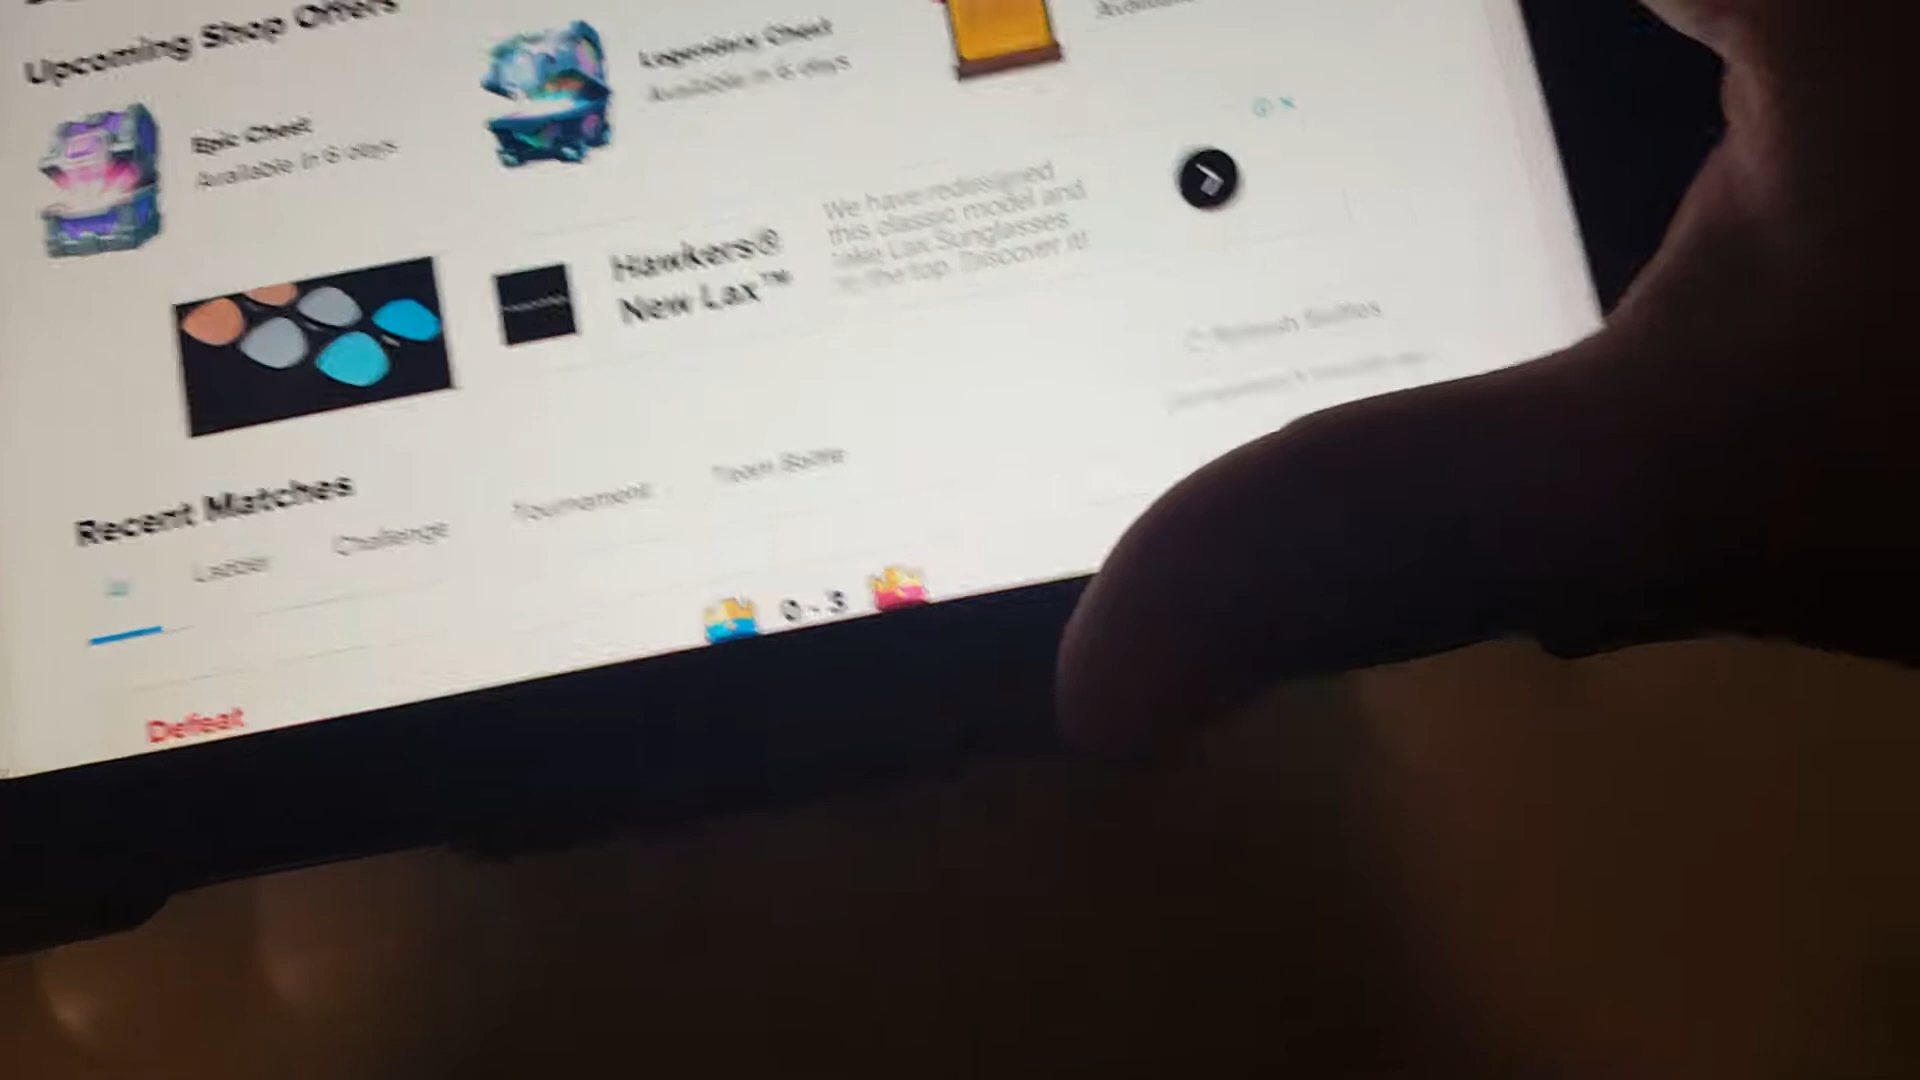 Upcoming Shop Offers
Epic Chest
Available in 6 days
Legendary Chest
Available in 6 days
Hawkers®
New Lax™
We have redesigned
this classic model and
take Lax Sunglasses
to the top. Discover it!
Refresh Battles
Recent Matches
Ladder
Challenge
Tournament
Team Battle
0 - 3
Defeat